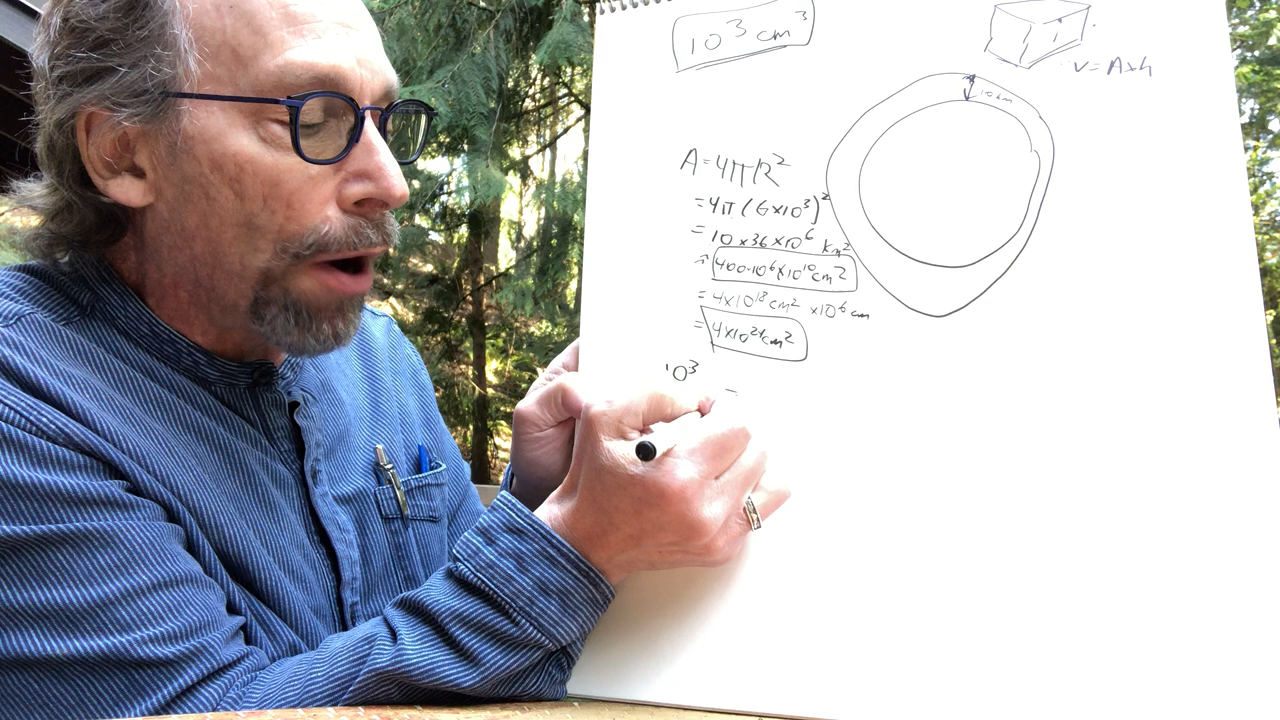 10³ cm³
V = A×h
10 km
A = 4πR²
= 4π (6×10³)²
= 10×36×10⁶ km²
≈ 400·10⁶×10¹⁰ cm²
= 4×10¹⁸ cm² ×10⁶ cm
= 4×10²⁴ cm²
10³
=